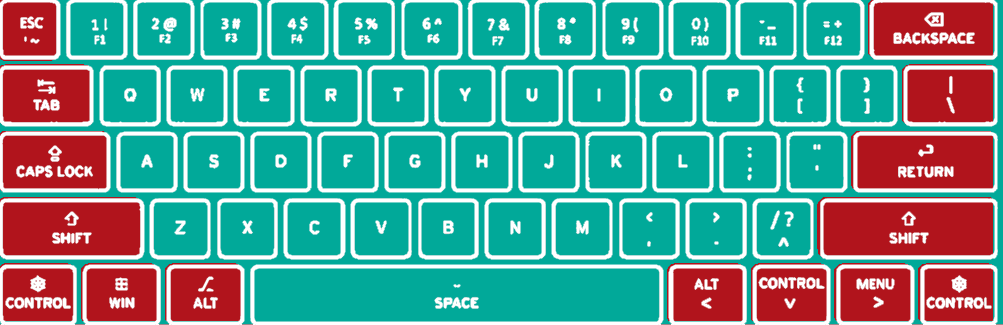 ESC 1 ! 2 @ 3 # 4 $ 5 % 6 ^ 7 & 8 * 9 ( 0 ) - _ = + BACKSPACE
' ~ F1 F2 F3 F4 F5 F6 F7 F8 F9 F10 F11 F12
TAB Q W E R T Y U I O P { [ } ] | \
CAPS LOCK A S D F G H J K L : ; " ' RETURN
SHIFT Z X C V B N M < , > . / ? ^ SHIFT
CONTROL WIN ALT SPACE ALT < CONTROL v MENU > CONTROL